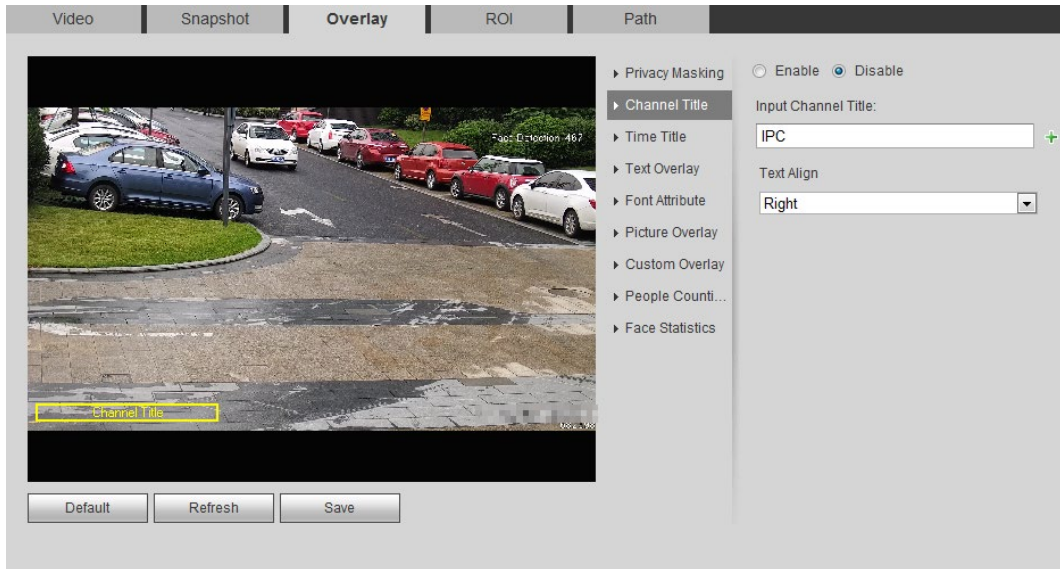 Video Snapshot Overlay ROI Path
Privacy Masking
Channel Title
Time Title
Text Overlay
Font Attribute
Picture Overlay
Custom Overlay
People Counti...
Face Statistics
Enable Disable
Input Channel Title:
IPC
Text Align
Right
Face Detection 467
Channel Title
Default Refresh Save